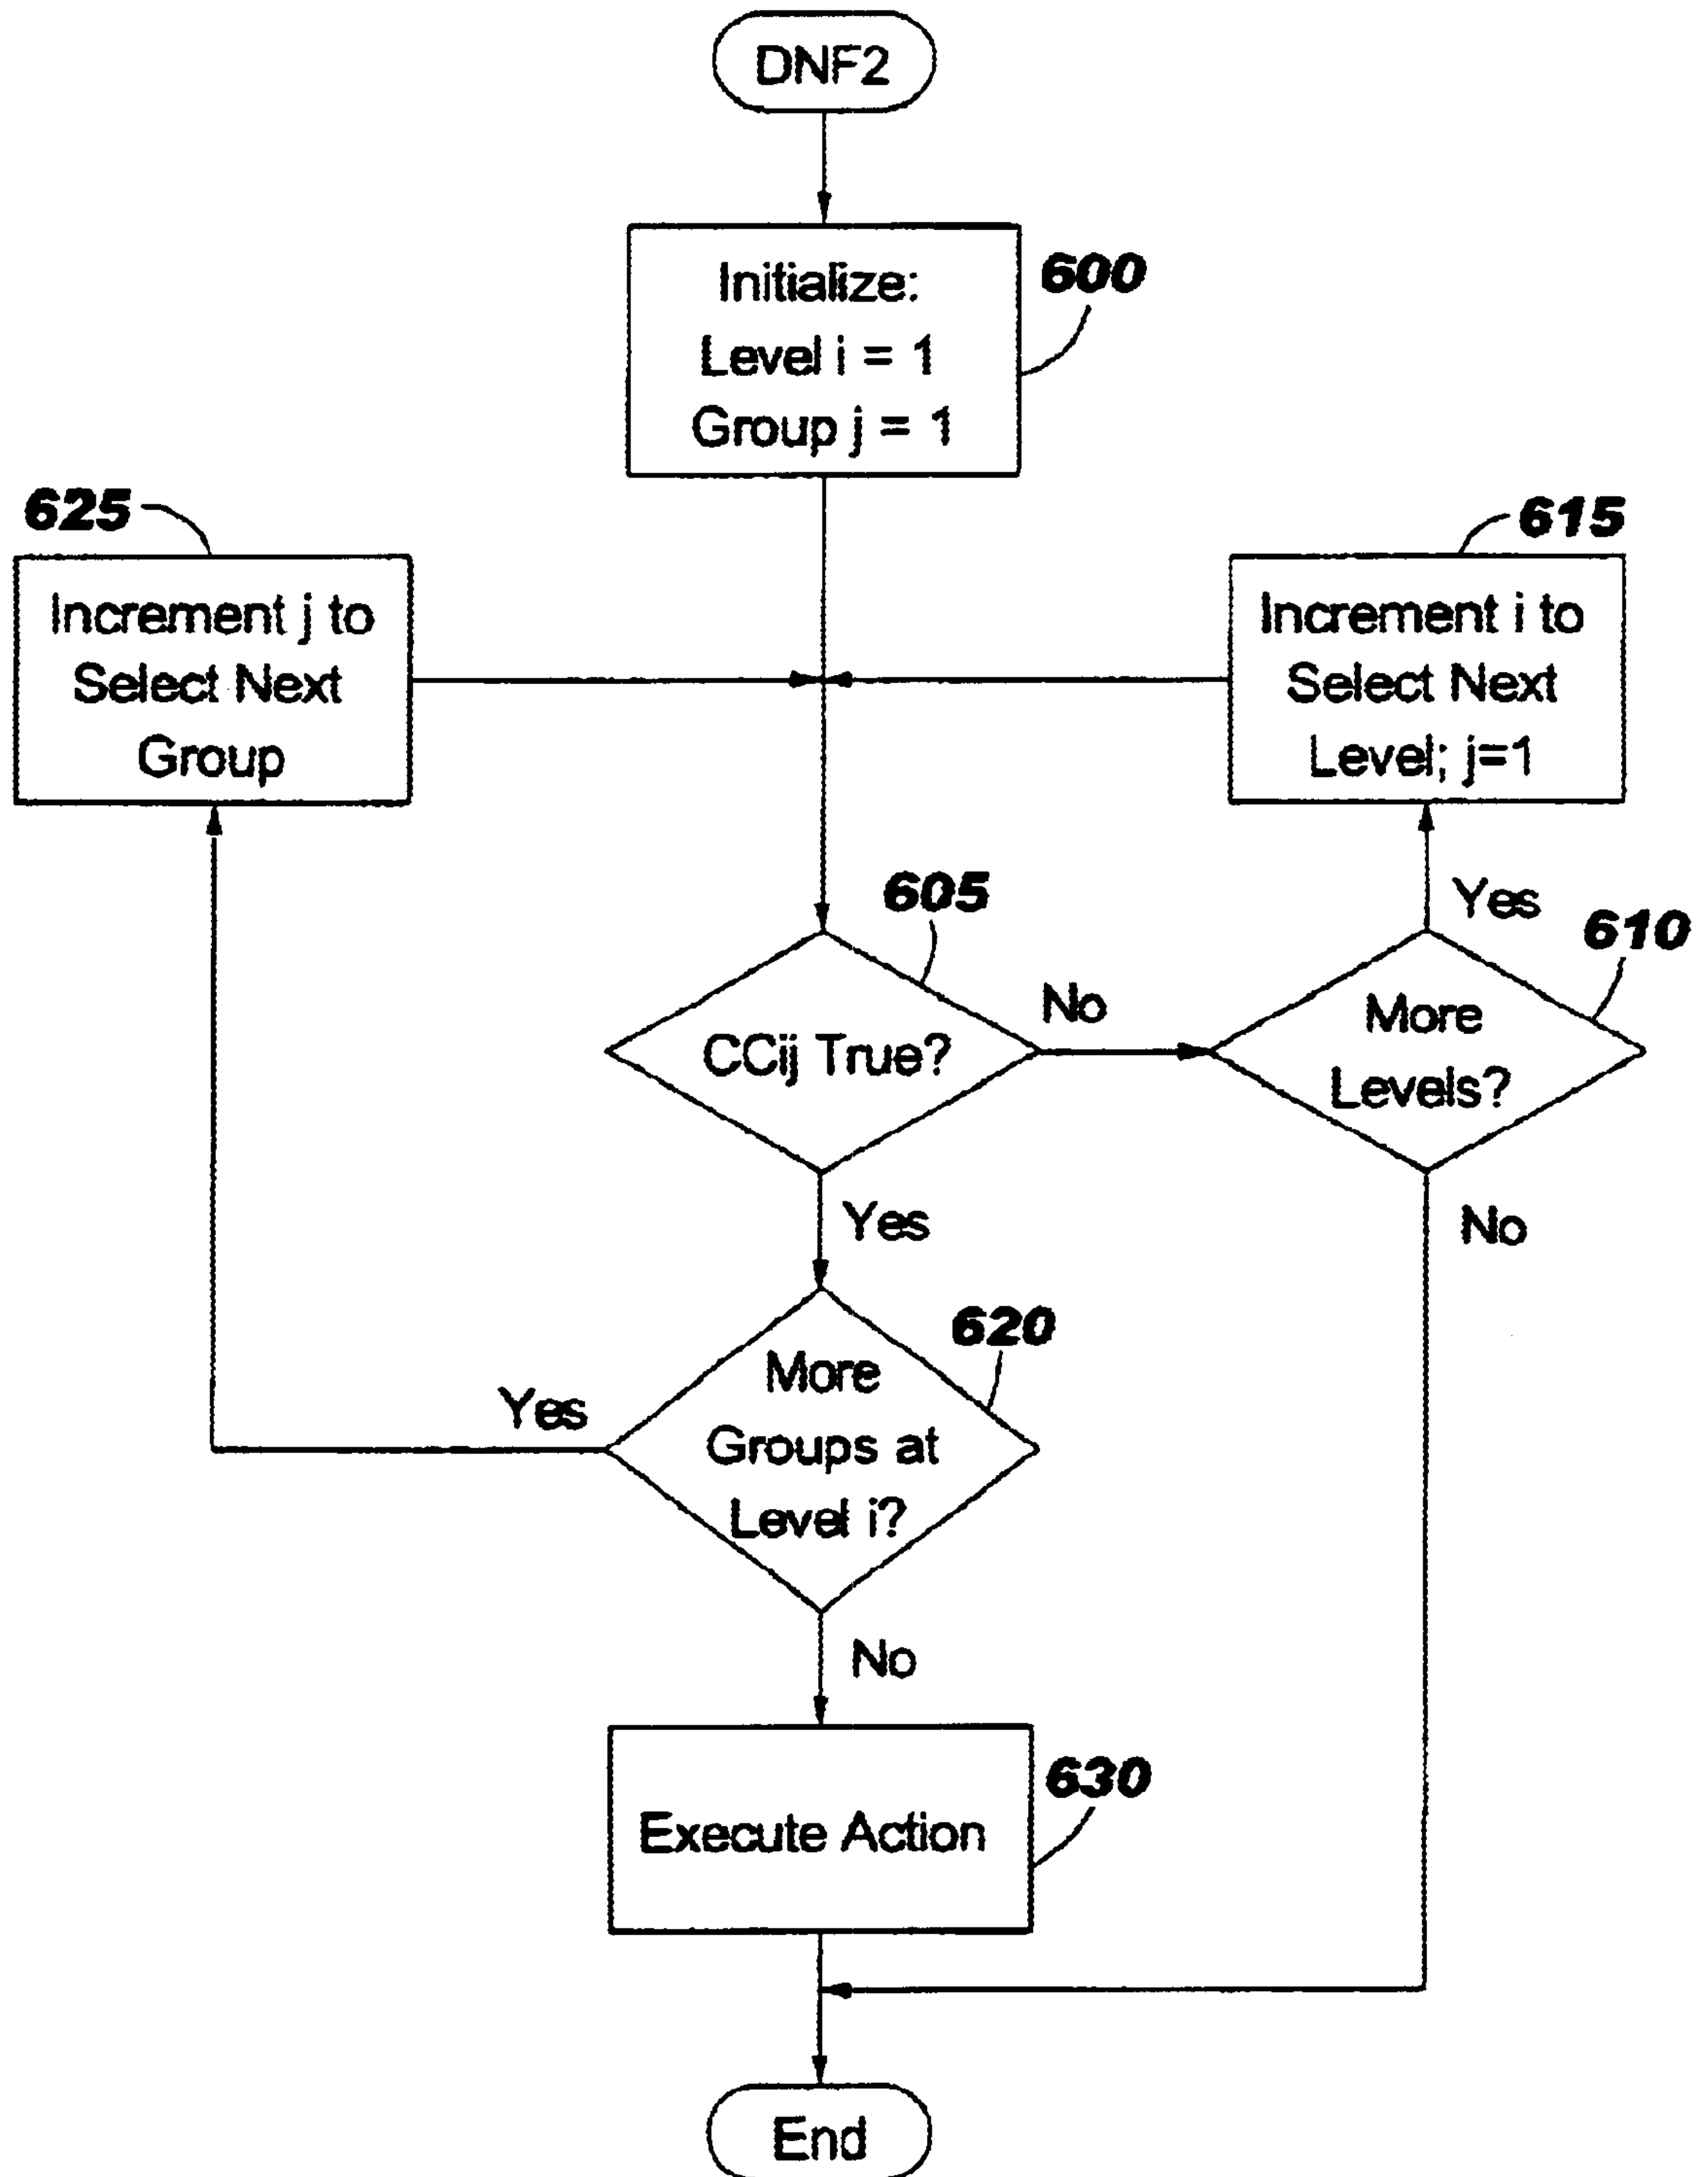 DNF2
Initialize:
Level i = 1
Group j = 1
600
625
Increment j to
Select Next
Group
615
Increment i to
Select Next
Level; j=1
605
CCij True?
No
Yes
610
More
Levels?
Yes
No
620
More
Groups at
Level i?
Yes
No
630
Execute Action
End